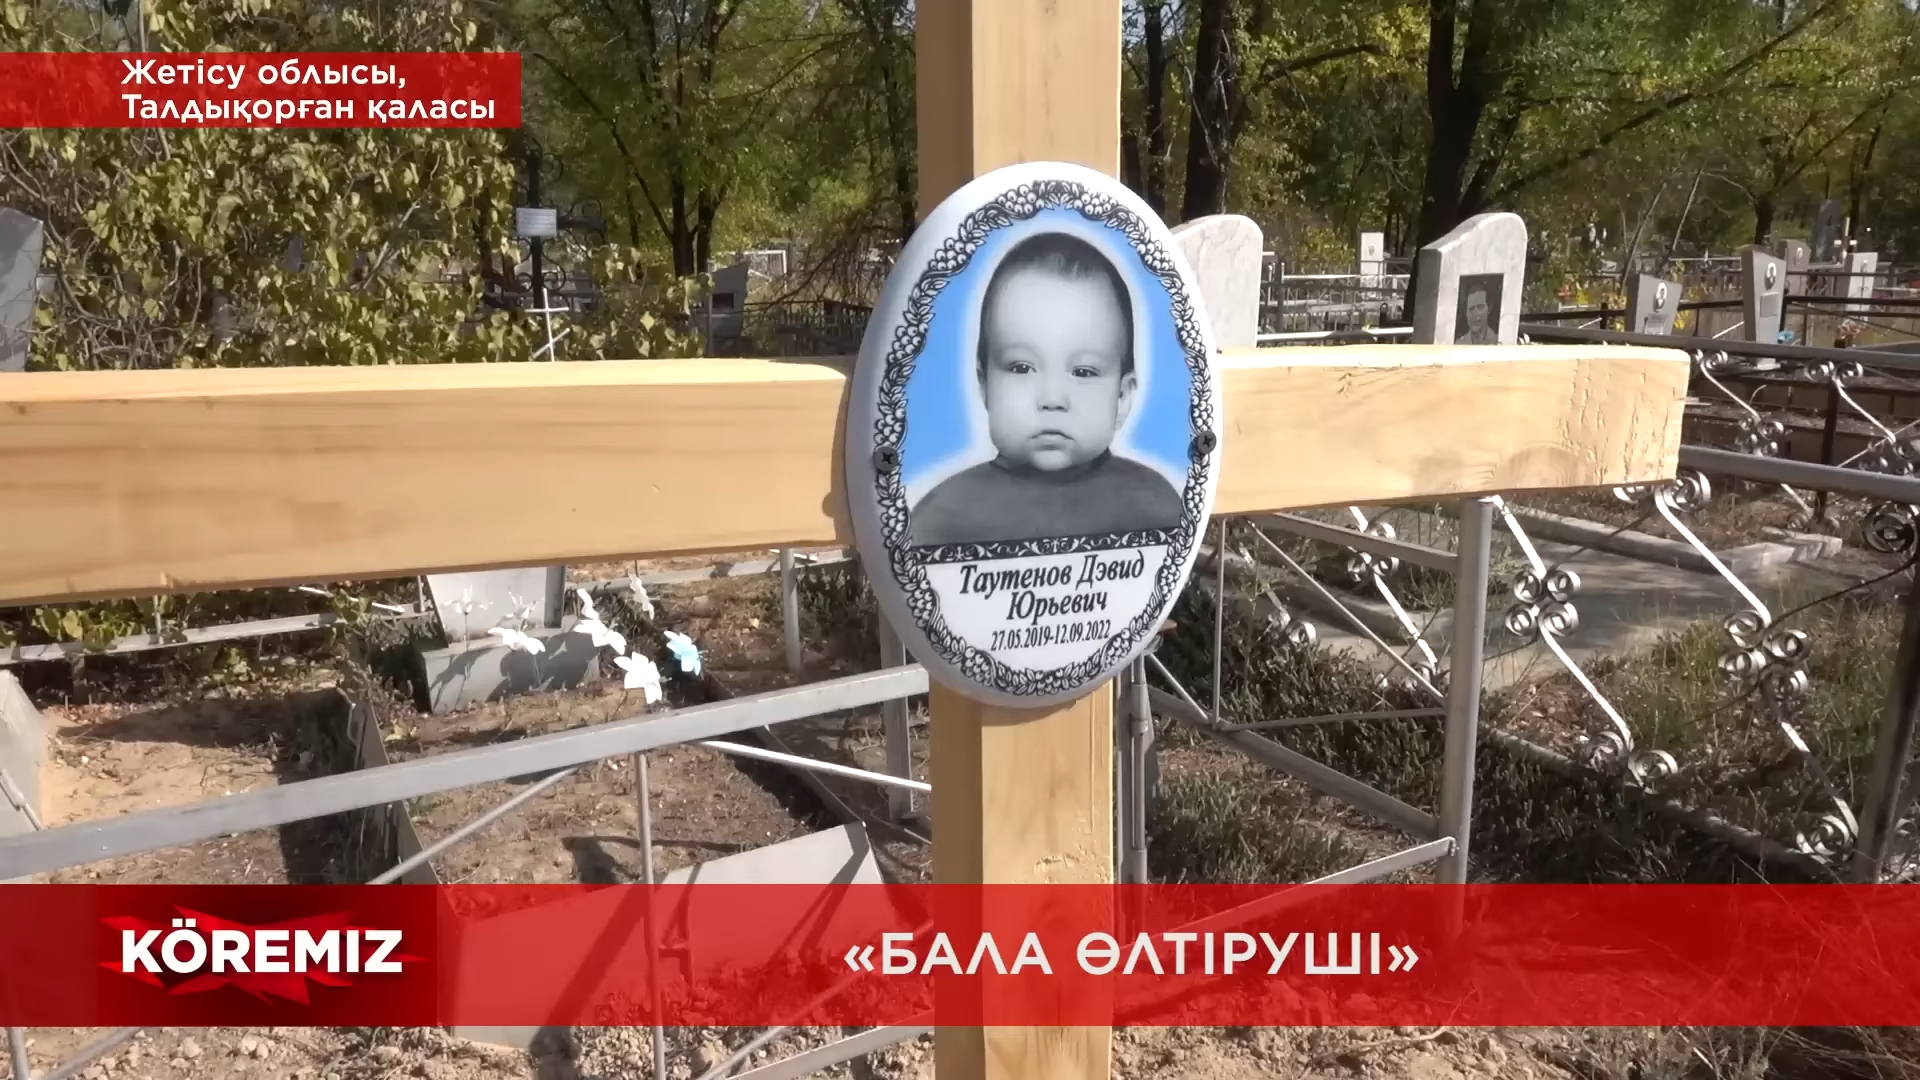 Жетісу облысы,
Талдықорған қаласы
Таутенов Дэвид
Юрьевич
27.05.2019-12.09.2022
KÖREMIZ
«БАЛА ӨЛТІРУШІ»